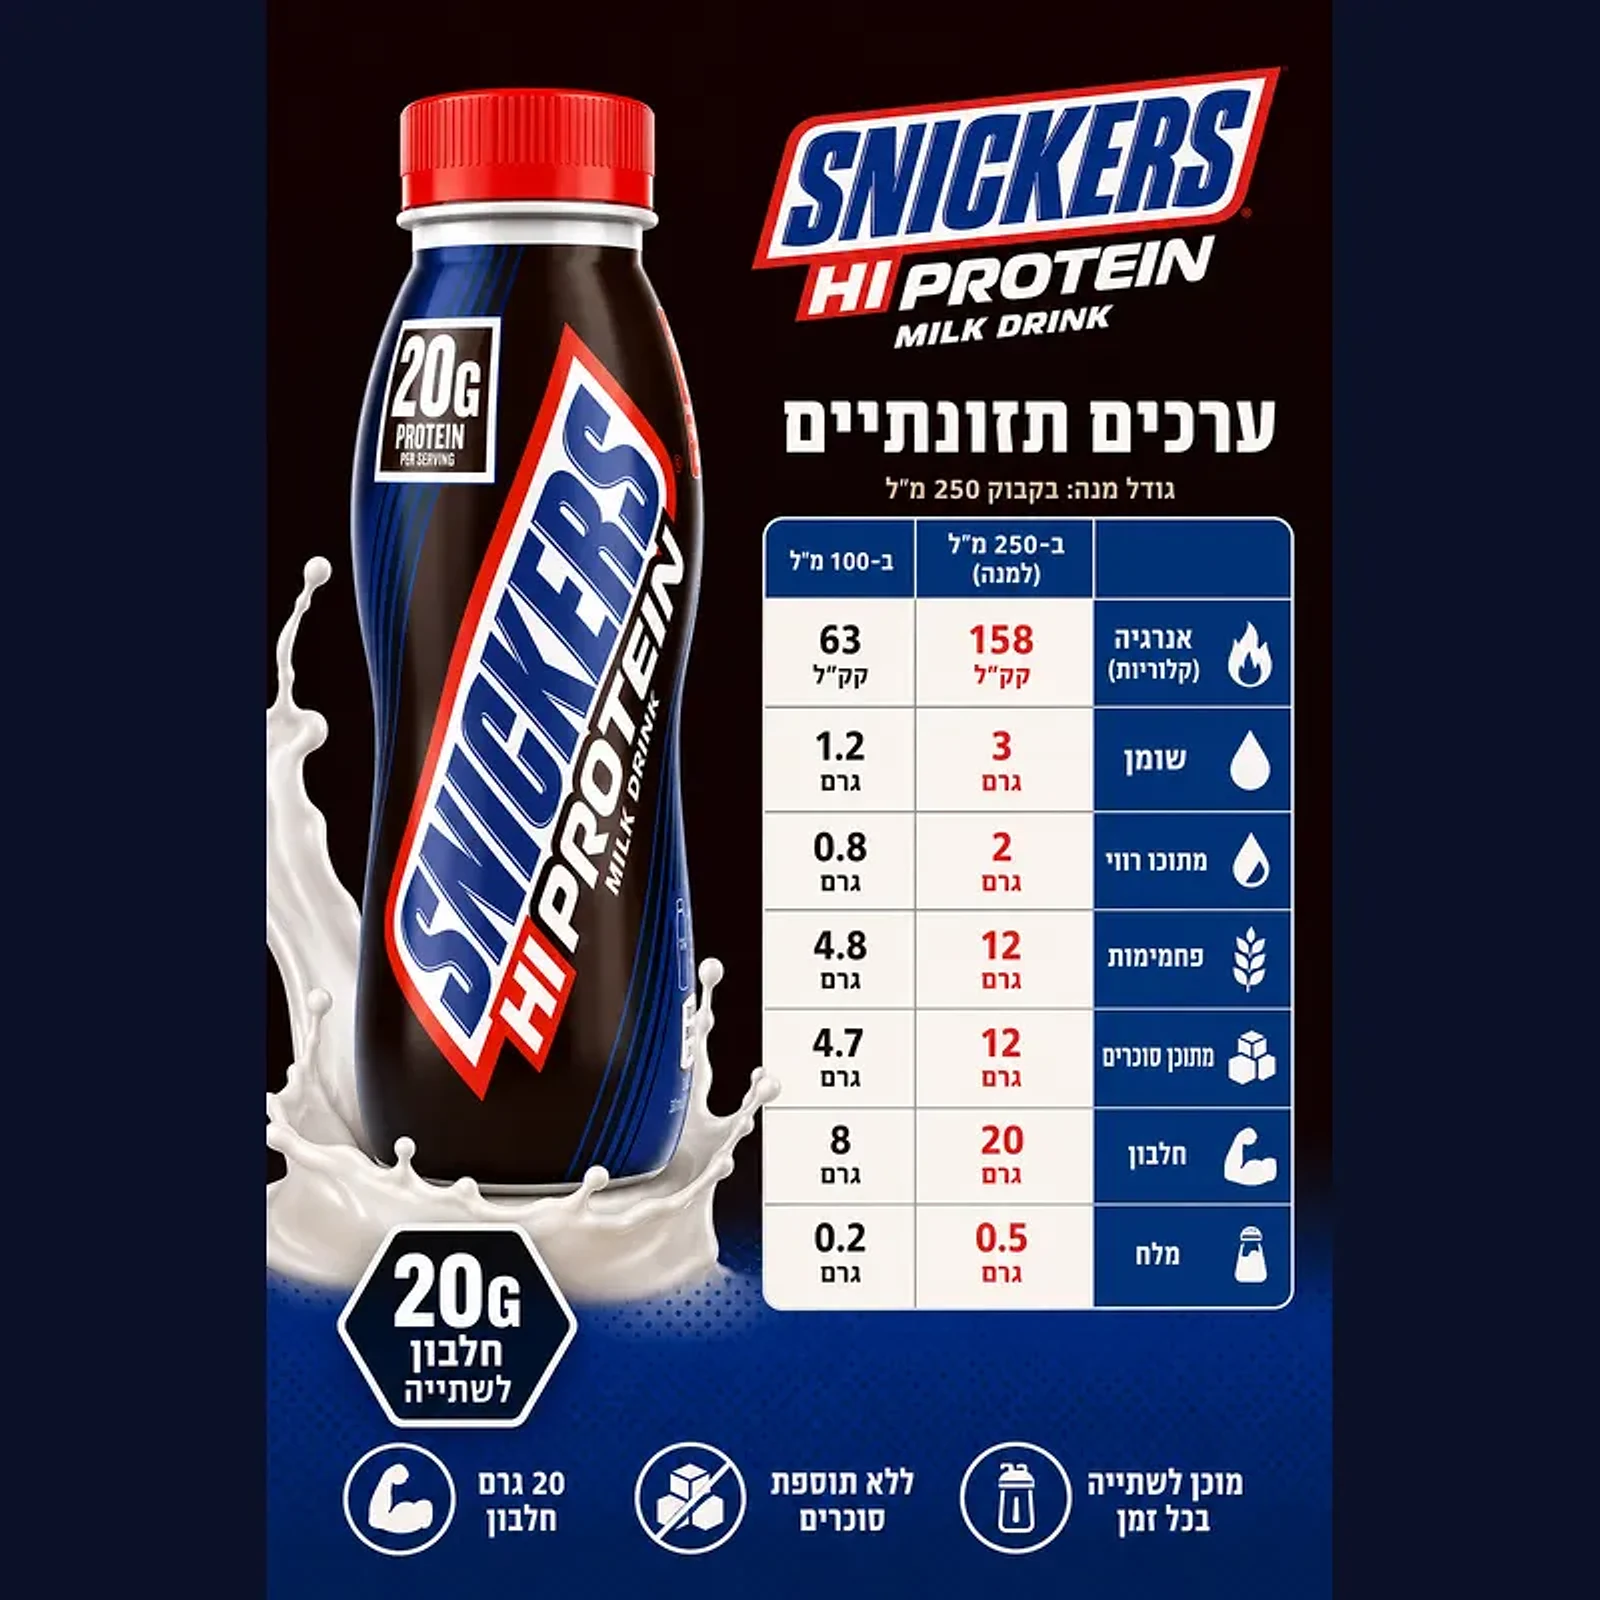 SNICKERS
HI PROTEIN
MILK DRINK
20G
PROTEIN
PER SERVING
SNICKERS
HI PROTEIN
MILK DRINK
ערכים תזונתיים
גודל מנה: בקבוק 250 מ"ל
ב-250 מ"ל (למנה) ב-100 מ"ל
אנרגיה (קלוריות) 158 קק"ל 63 קק"ל
שומן 3 גרם 1.2 גרם
מתוכו רווי 2 גרם 0.8 גרם
פחמימות 12 גרם 4.8 גרם
מתוכן סוכרים 12 גרם 4.7 גרם
חלבון 20 גרם 8 גרם
מלח 0.5 גרם 0.2 גרם
20G
חלבון
לשתייה
מוכן לשתייה
בכל זמן
ללא תוספת
סוכרים
20 גרם
חלבון